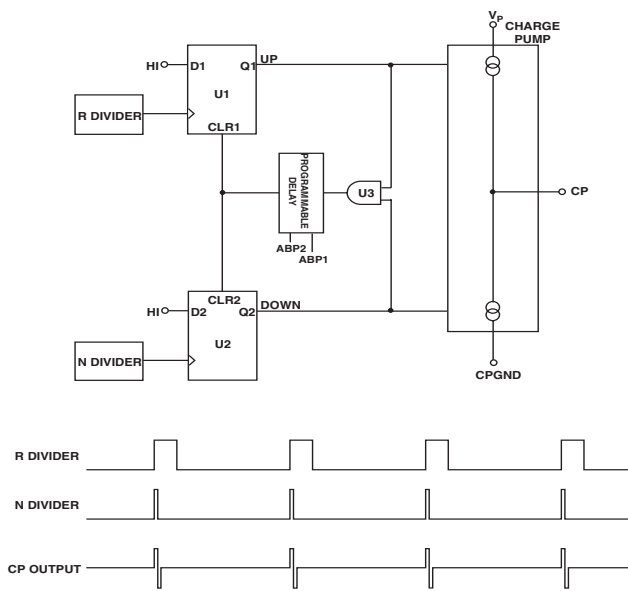 VP
CHARGE
PUMP
HI
D1
Q1
UP
U1
R DIVIDER
CLR1
PROGRAMMABLE
DELAY
U3
CP
ABP2
ABP1
CLR2
HI
D2
Q2
DOWN
U2
N DIVIDER
CPGND
R DIVIDER
N DIVIDER
CP OUTPUT